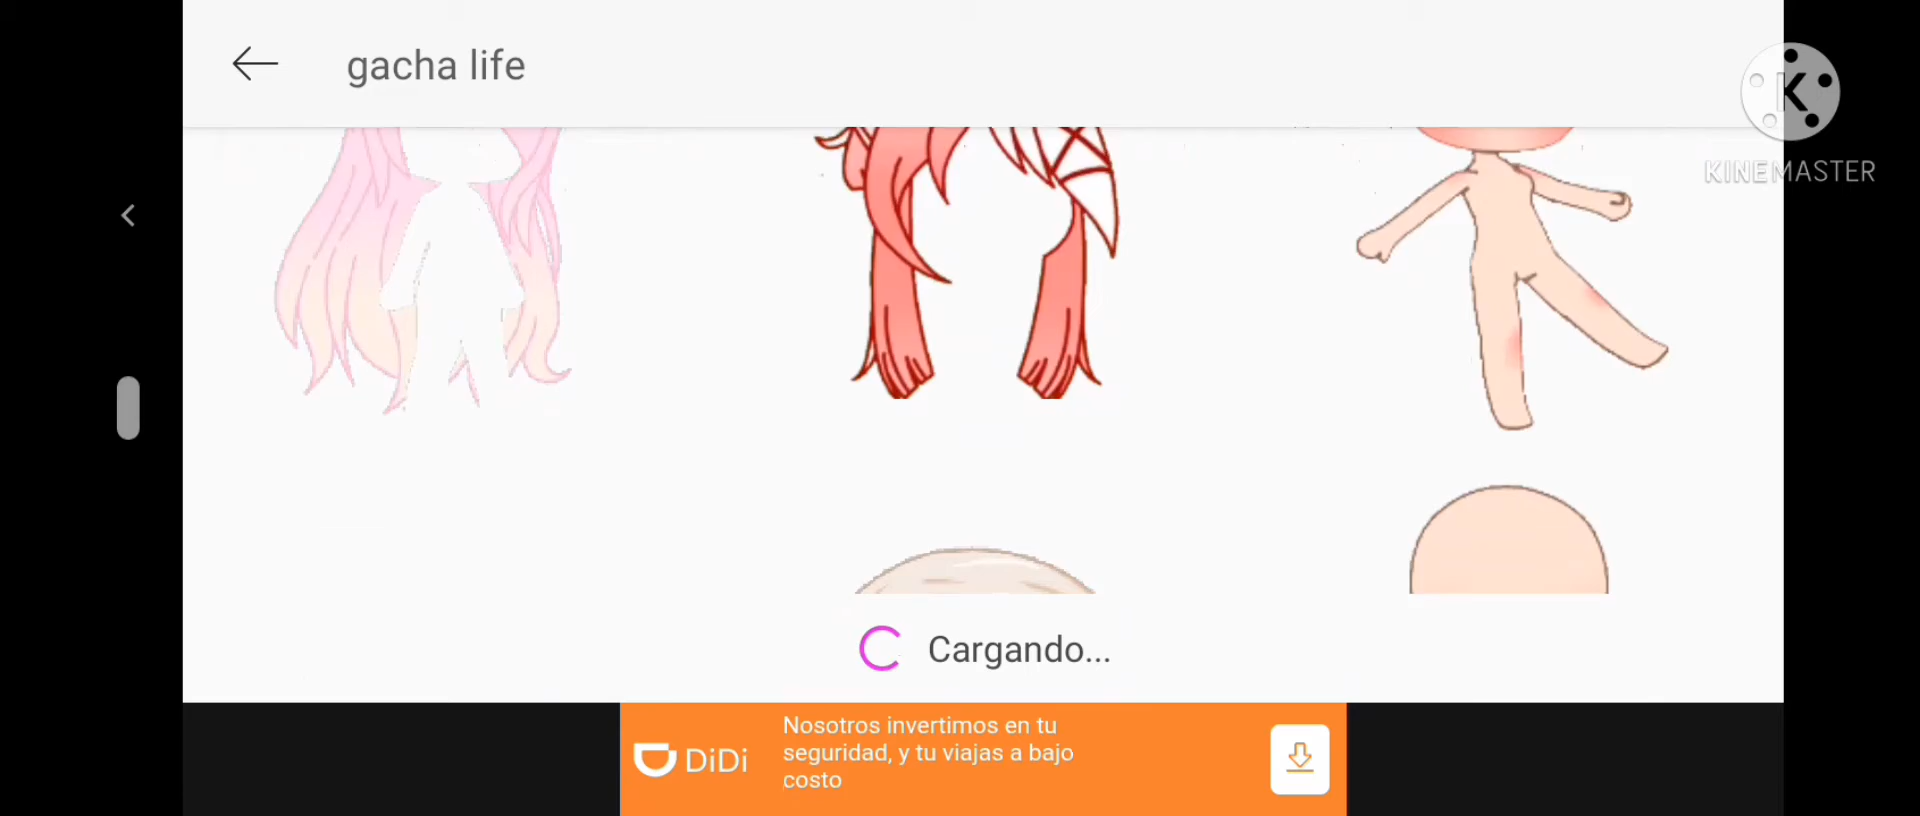 gacha life
K
KINEMASTER
Cargando...
DiDi
Nosotros invertimos en tu
seguridad, y tu viajas a bajo
costo